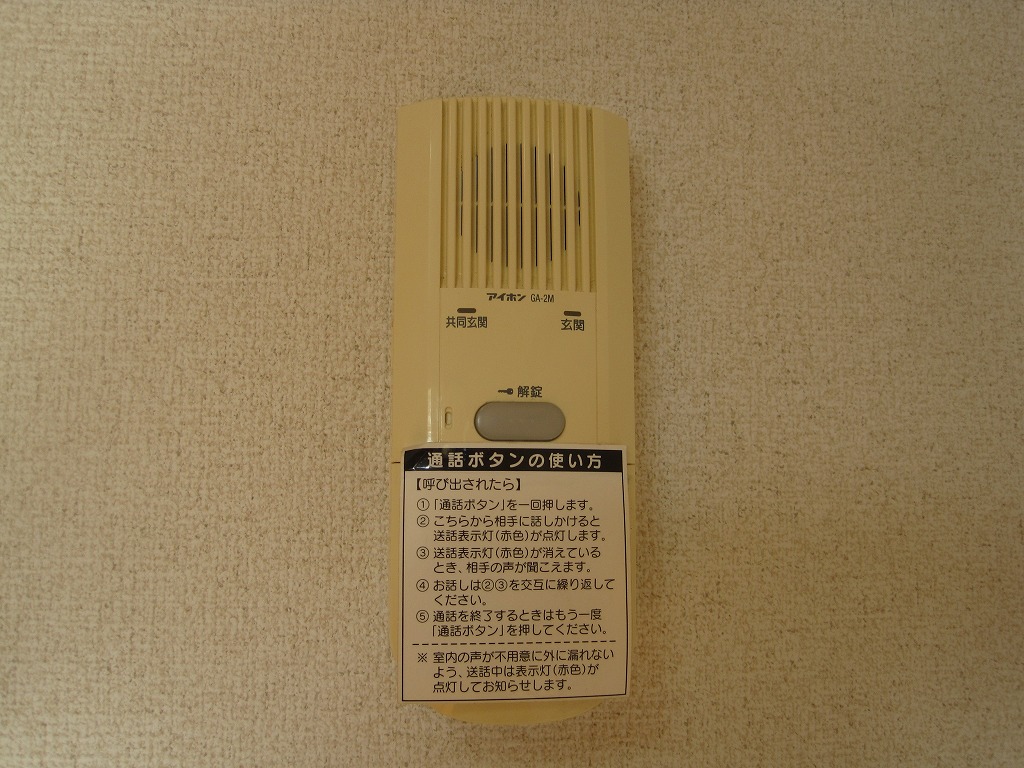 アイホン GA-2M
共同玄関 玄関
解錠
通話ボタンの使い方
【呼び出されたら】
① 「通話ボタン」を一回押します。
② こちらから相手に話しかけると
送話表示灯(赤色)が点灯します。
③ 送話表示灯(赤色)が消えている
とき、相手の声が聞こえます。
④ お話しは②③を交互に繰り返して
ください。
⑤ 通話を終了するときはもう一度
「通話ボタン」を押してください。
※ 室内の声が不用意に外に漏れない
よう、送話中は表示灯(赤色)が
点灯してお知らせします。